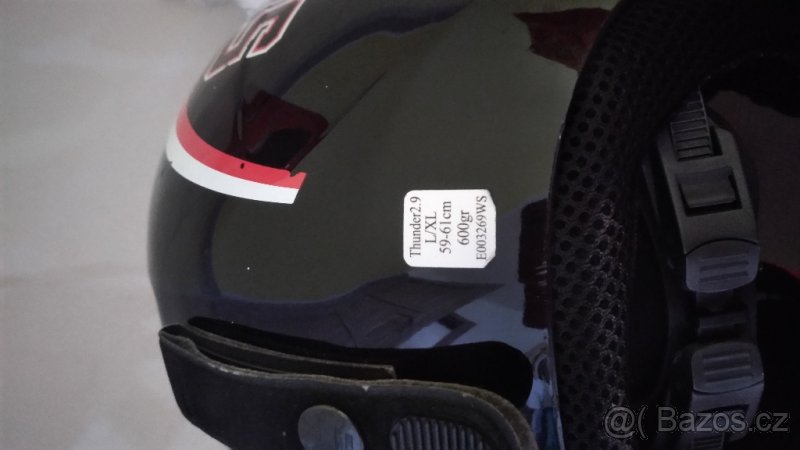 Thunder2.9
L/XL
59-61cm
600gr
E003269WS
@( Bazos.cz